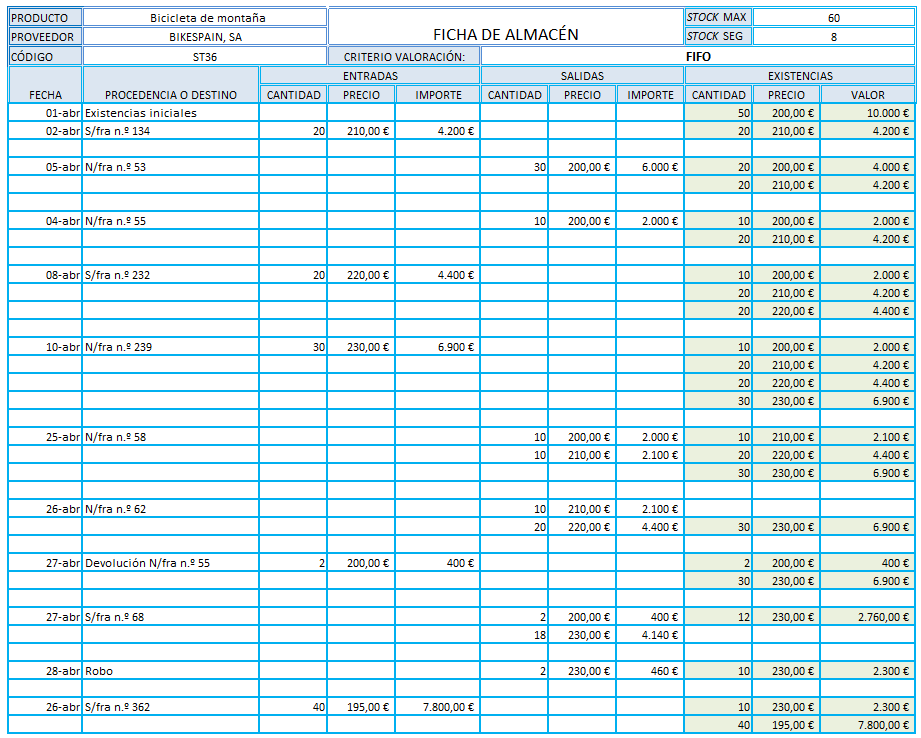 PRODUCTO Bicicleta de montaña STOCK MAX 60
FICHA DE ALMACÉN
PROVEEDOR BIKESPAIN, SA STOCK SEG 8
CÓDIGO ST36 CRITERIO VALORACIÓN: FIFO
ENTRADAS SALIDAS EXISTENCIAS
FECHA PROCEDENCIA O DESTINO CANTIDAD PRECIO IMPORTE CANTIDAD PRECIO IMPORTE CANTIDAD PRECIO VALOR
01-abr Existencias iniciales 50 200,00 € 10.000 €
02-abr S/fra n.º 134 20 210,00 € 4.200 € 20 210,00 € 4.200 €
05-abr N/fra n.º 53 30 200,00 € 6.000 € 20 200,00 € 4.000 €
20 210,00 € 4.200 €
04-abr N/fra n.º 55 10 200,00 € 2.000 € 10 200,00 € 2.000 €
20 210,00 € 4.200 €
08-abr S/fra n.º 232 20 220,00 € 4.400 € 10 200,00 € 2.000 €
20 210,00 € 4.200 €
20 220,00 € 4.400 €
10-abr N/fra n.º 239 30 230,00 € 6.900 € 10 200,00 € 2.000 €
20 210,00 € 4.200 €
20 220,00 € 4.400 €
30 230,00 € 6.900 €
25-abr N/fra n.º 58 10 200,00 € 2.000 € 10 210,00 € 2.100 €
10 210,00 € 2.100 € 20 220,00 € 4.400 €
30 230,00 € 6.900 €
26-abr N/fra n.º 62 10 210,00 € 2.100 €
20 220,00 € 4.400 € 30 230,00 € 6.900 €
27-abr Devolución N/fra n.º 55 2 200,00 € 400 € 2 200,00 € 400 €
30 230,00 € 6.900 €
27-abr S/fra n.º 68 2 200,00 € 400 € 12 230,00 € 2.760,00 €
18 230,00 € 4.140 €
28-abr Robo 2 230,00 € 460 € 10 230,00 € 2.300 €
26-abr S/fra n.º 362 40 195,00 € 7.800,00 € 10 230,00 € 2.300 €
40 195,00 € 7.800,00 €